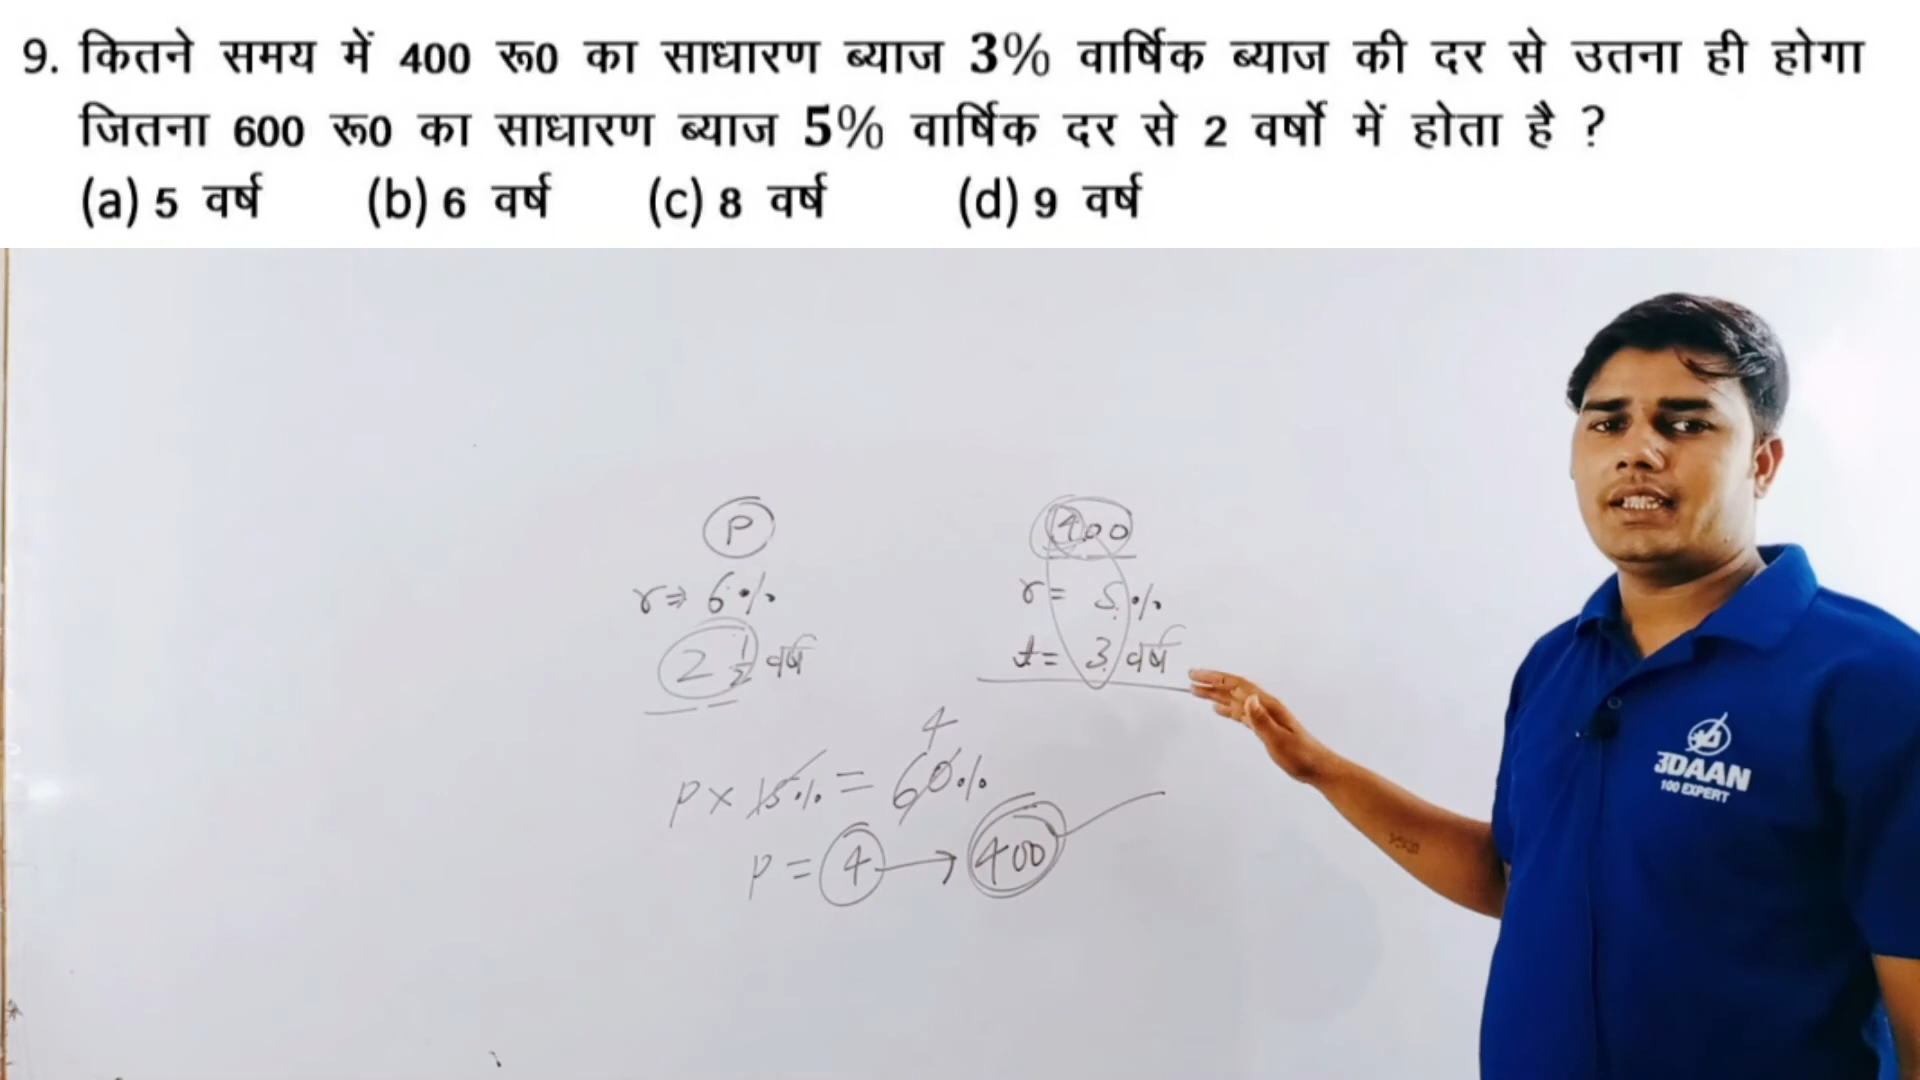 9. कितने समय में 400 रू0 का साधारण ब्याज 3% वार्षिक ब्याज की दर से उतना ही होगा
जितना 600 रू0 का साधारण ब्याज 5% वार्षिक दर से 2 वर्षो में होता है ?
(a) 5 वर्ष (b) 6 वर्ष (c) 8 वर्ष (d) 9 वर्ष
P 400
r ⇒ 6% r = 5%
2 1/2 वर्ष t = 3 वर्ष
4
P × 15% = 60%
P = 4 → 400
3DAAN
100 EXPERT